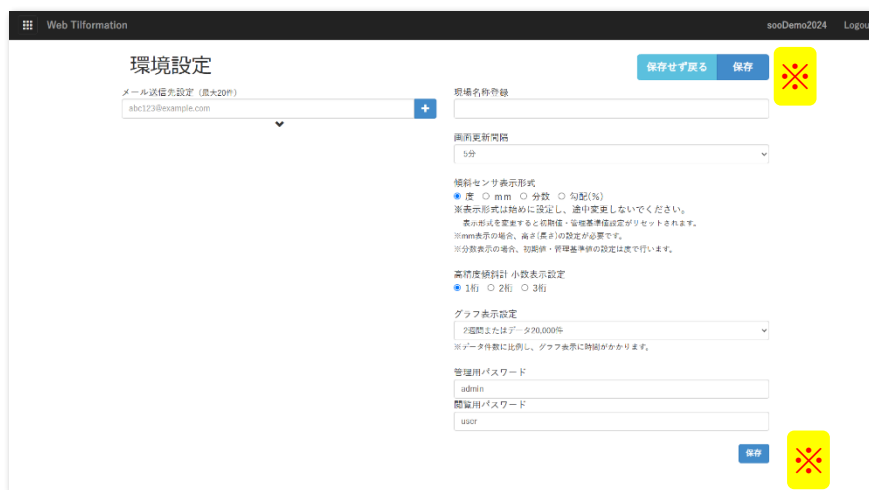 Web Tilformation
sooDemo2024 Logou
環境設定
保存せず戻る 保存
※
メール送信先設定 (最大20件)
abc123@example.com
+
現場名称登録
画面更新間隔
5分
傾斜センサ表示形式
度 mm 分数 勾配(%)
※表示形式は始めに設定し、途中変更しないでください。
表示形式を変更すると初期値・管理基準値設定がリセットされます。
※mm表示の場合、高さ(長さ)の設定が必要です。
※分数表示の場合、初期値・管理基準値の設定は度で行います。
高精度傾斜計 小数表示設定
1桁 2桁 3桁
グラフ表示設定
2週間またはデータ20,000件
※データ件数に比例し、グラフ表示に時間がかかります。
管理用パスワード
admin
閲覧用パスワード
user
保存
※